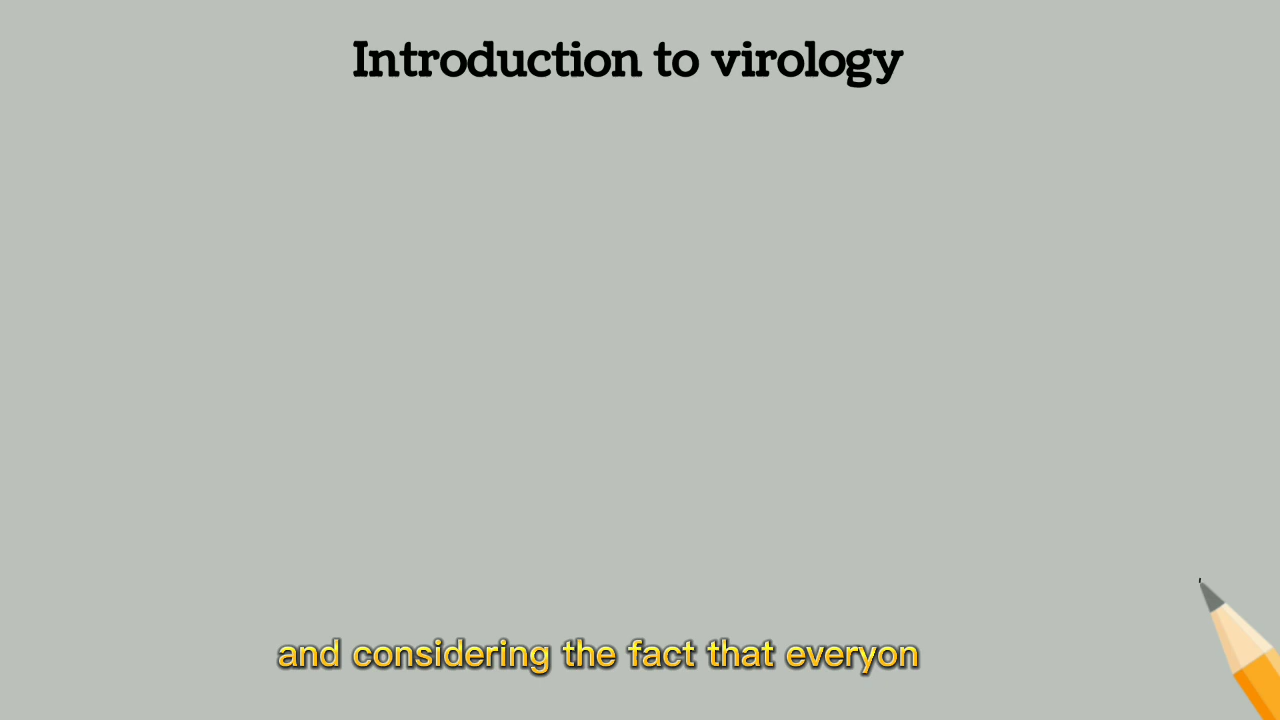 Introduction to virology
and considering the fact that everyon